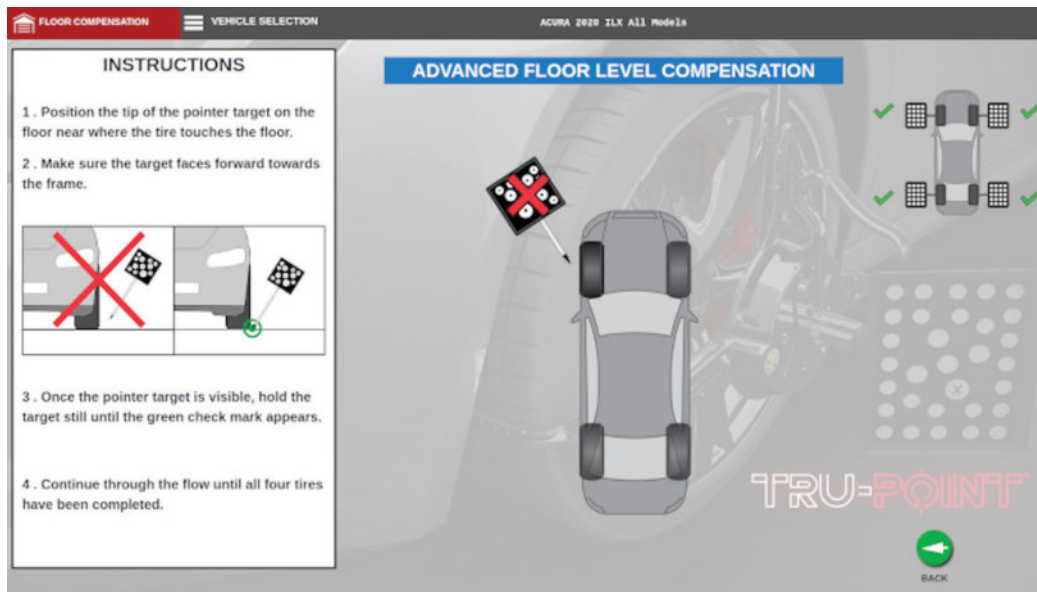 FLOOR COMPENSATION
VEHICLE SELECTION
ACURA 2020 ILX All Models
INSTRUCTIONS
1 . Position the tip of the pointer target on the
floor near where the tire touches the floor.
2 . Make sure the target faces forward towards
the frame.
3 . Once the pointer target is visible, hold the
target still until the green check mark appears.
4 . Continue through the flow until all four tires
have been completed.
ADVANCED FLOOR LEVEL COMPENSATION
TRU-POINT
BACK